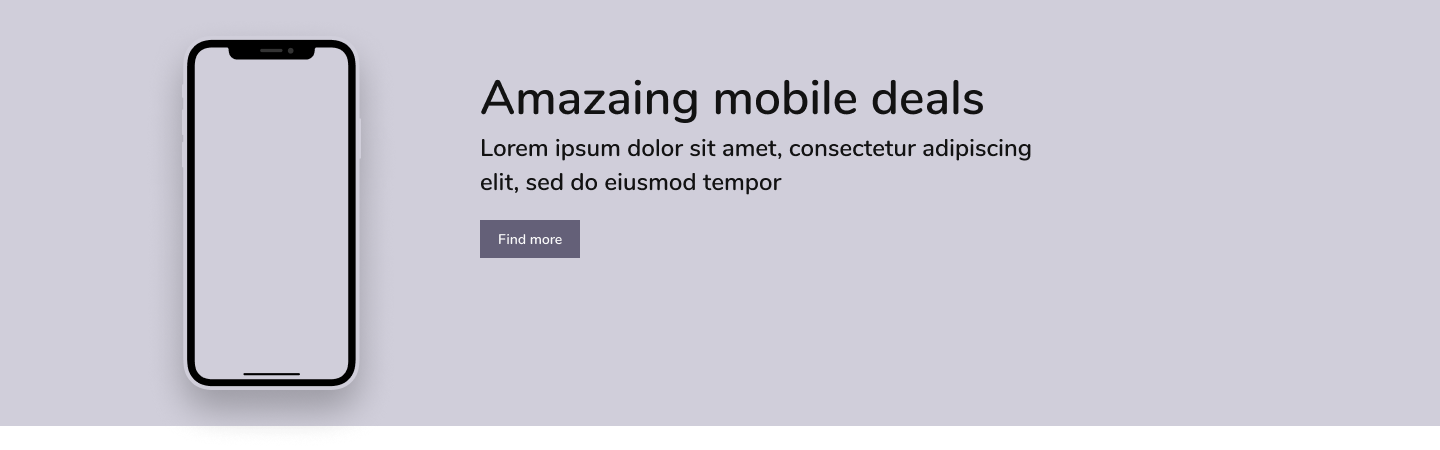 Amazaing mobile deals
Lorem ipsum dolor sit amet, consectetur adipiscing
elit, sed do eiusmod tempor
Find more